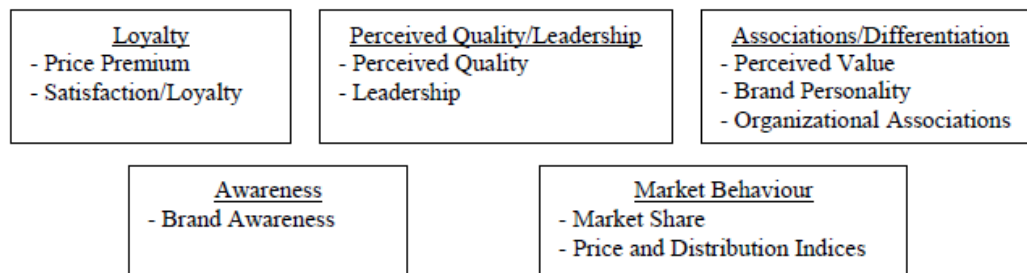 Loyalty
- Price Premium
- Satisfaction/Loyalty
Perceived Quality/Leadership
- Perceived Quality
- Leadership
Associations/Differentiation
- Perceived Value
- Brand Personality
- Organizational Associations
Awareness
- Brand Awareness
Market Behaviour
- Market Share
- Price and Distribution Indices